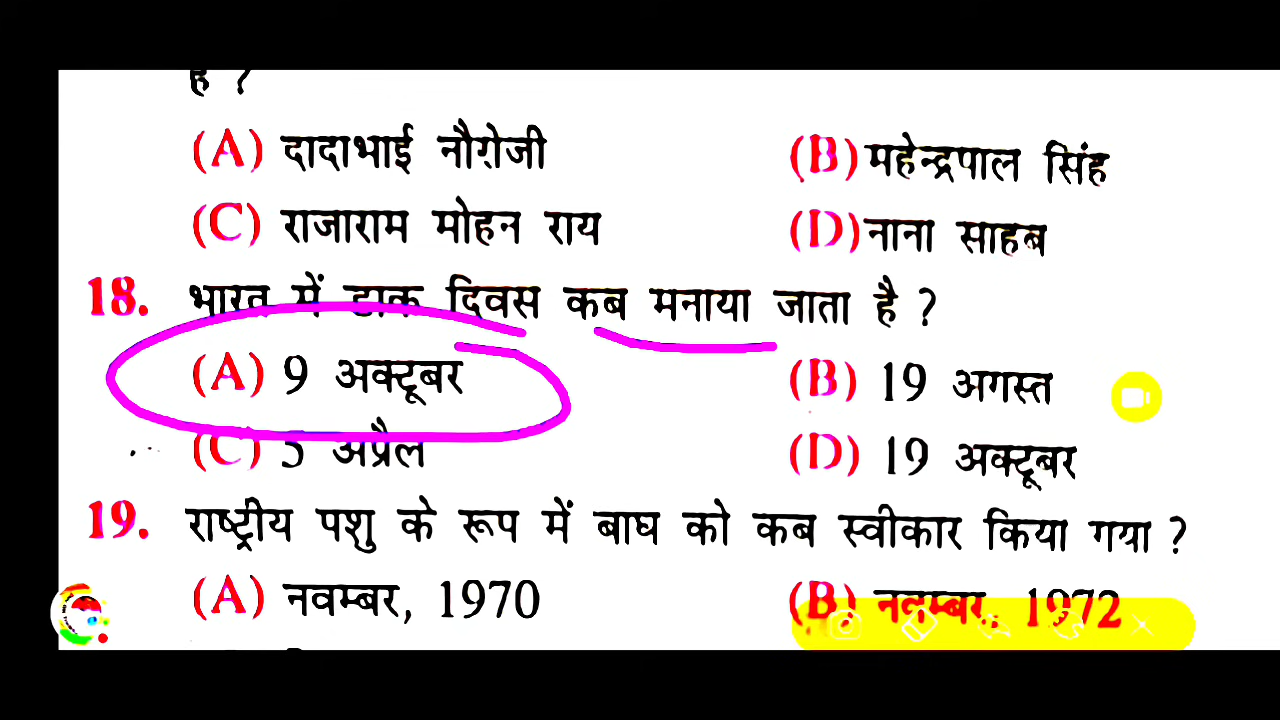 है ?
(A) दादाभाई नौरोजी (B) महेन्द्रपाल सिंह
(C) राजाराम मोहन राय (D) नाना साहब
18. भारत में डाक दिवस कब मनाया जाता है ?
(A) 9 अक्टूबर (B) 19 अगस्त
(C) 5 अप्रैल (D) 19 अक्टूबर
19. राष्ट्रीय पशु के रूप में बाघ को कब स्वीकार किया गया ?
(A) नवम्बर, 1970 (B) नवम्बर, 1972